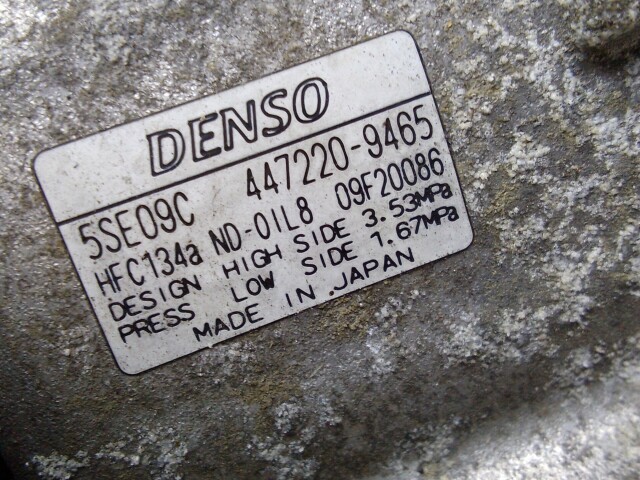 DENSO
5SE09C 447220-9465
HFC134a ND-OIL8 09F20086
DESIGN HIGH SIDE 3.53MPa
PRESS LOW SIDE 1.67MPa
MADE IN JAPAN